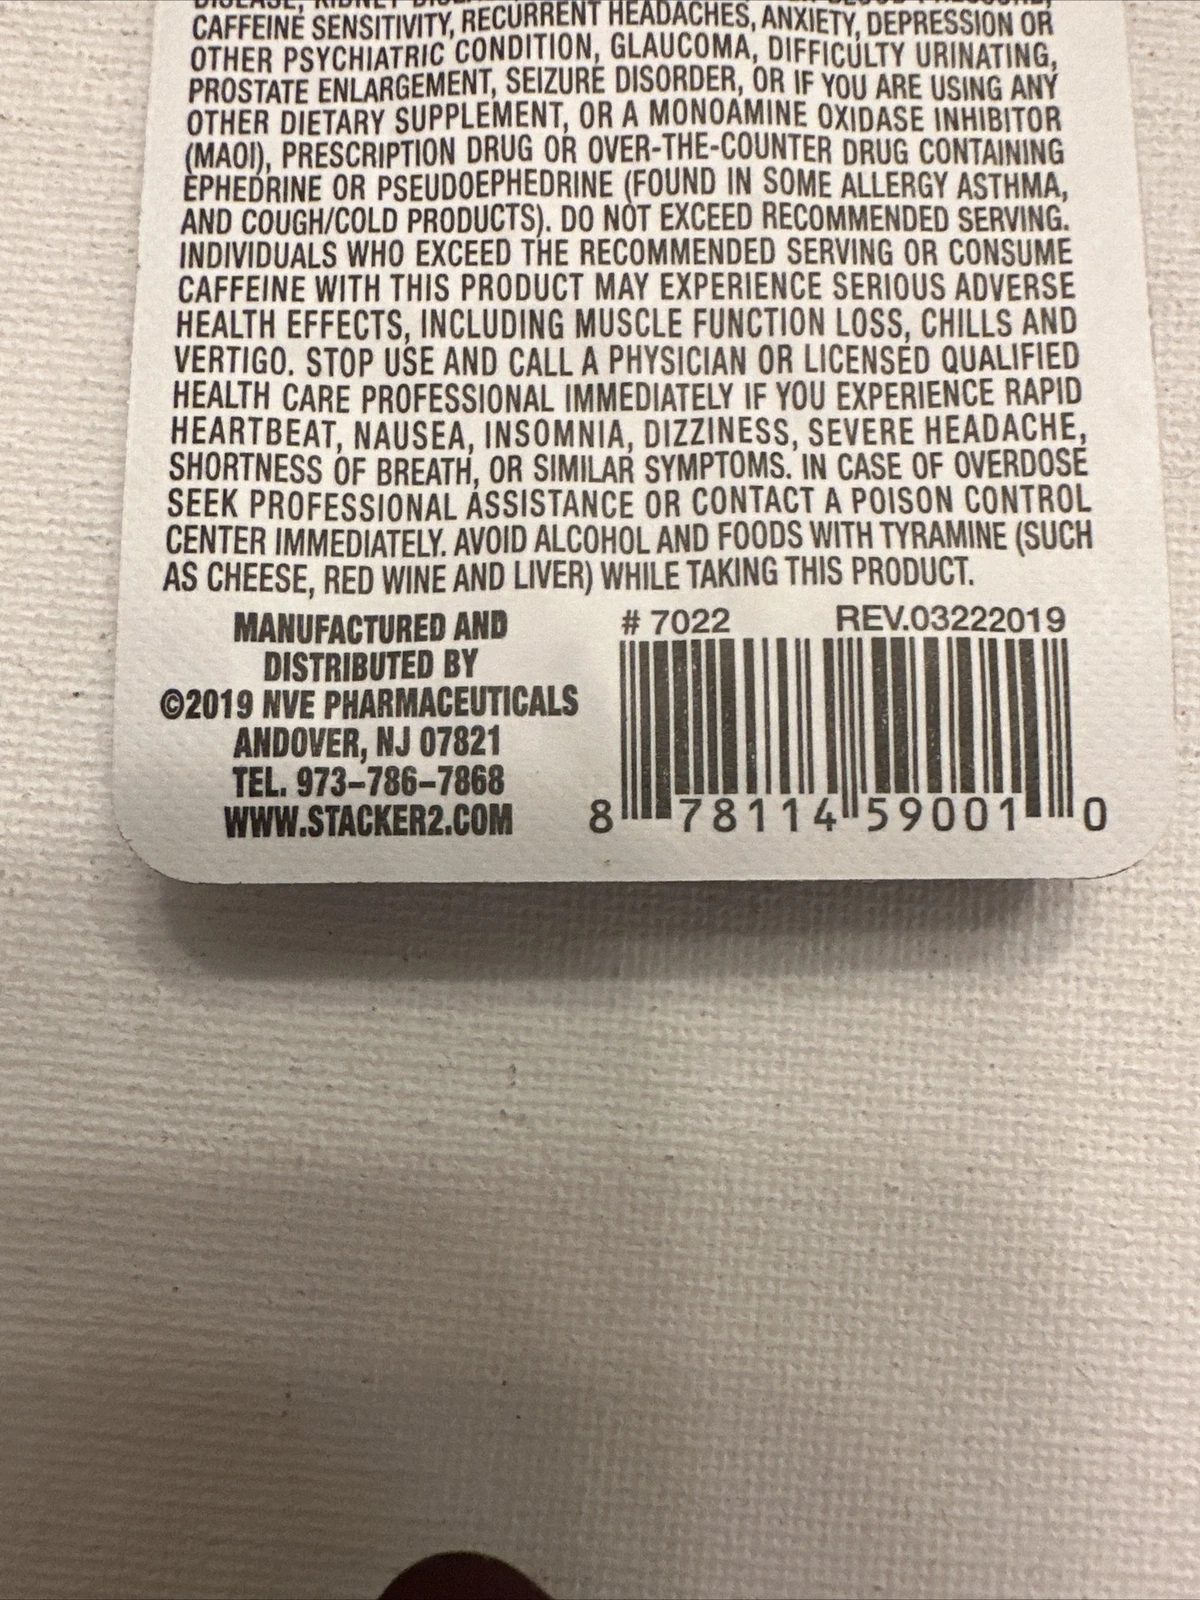 DISEASE, KIDNEY
CAFFEINE SENSITIVITY, RECURRENT HEADACHES, ANXIETY, DEPRESSION OR
OTHER PSYCHIATRIC CONDITION, GLAUCOMA, DIFFICULTY URINATING,
PROSTATE ENLARGEMENT, SEIZURE DISORDER, OR IF YOU ARE USING ANY
OTHER DIETARY SUPPLEMENT, OR A MONOAMINE OXIDASE INHIBITOR
(MAOI), PRESCRIPTION DRUG OR OVER-THE-COUNTER DRUG CONTAINING
EPHEDRINE OR PSEUDOEPHEDRINE (FOUND IN SOME ALLERGY ASTHMA,
AND COUGH/COLD PRODUCTS). DO NOT EXCEED RECOMMENDED SERVING.
INDIVIDUALS WHO EXCEED THE RECOMMENDED SERVING OR CONSUME
CAFFEINE WITH THIS PRODUCT MAY EXPERIENCE SERIOUS ADVERSE
HEALTH EFFECTS, INCLUDING MUSCLE FUNCTION LOSS, CHILLS AND
VERTIGO. STOP USE AND CALL A PHYSICIAN OR LICENSED QUALIFIED
HEALTH CARE PROFESSIONAL IMMEDIATELY IF YOU EXPERIENCE RAPID
HEARTBEAT, NAUSEA, INSOMNIA, DIZZINESS, SEVERE HEADACHE,
SHORTNESS OF BREATH, OR SIMILAR SYMPTOMS. IN CASE OF OVERDOSE
SEEK PROFESSIONAL ASSISTANCE OR CONTACT A POISON CONTROL
CENTER IMMEDIATELY. AVOID ALCOHOL AND FOODS WITH TYRAMINE (SUCH
AS CHEESE, RED WINE AND LIVER) WHILE TAKING THIS PRODUCT.
MANUFACTURED AND
DISTRIBUTED BY
©2019 NVE PHARMACEUTICALS
ANDOVER, NJ 07821
TEL. 973-786-7868
WWW.STACKER2.COM
# 7022 REV.03222019
8 78114 59001 0